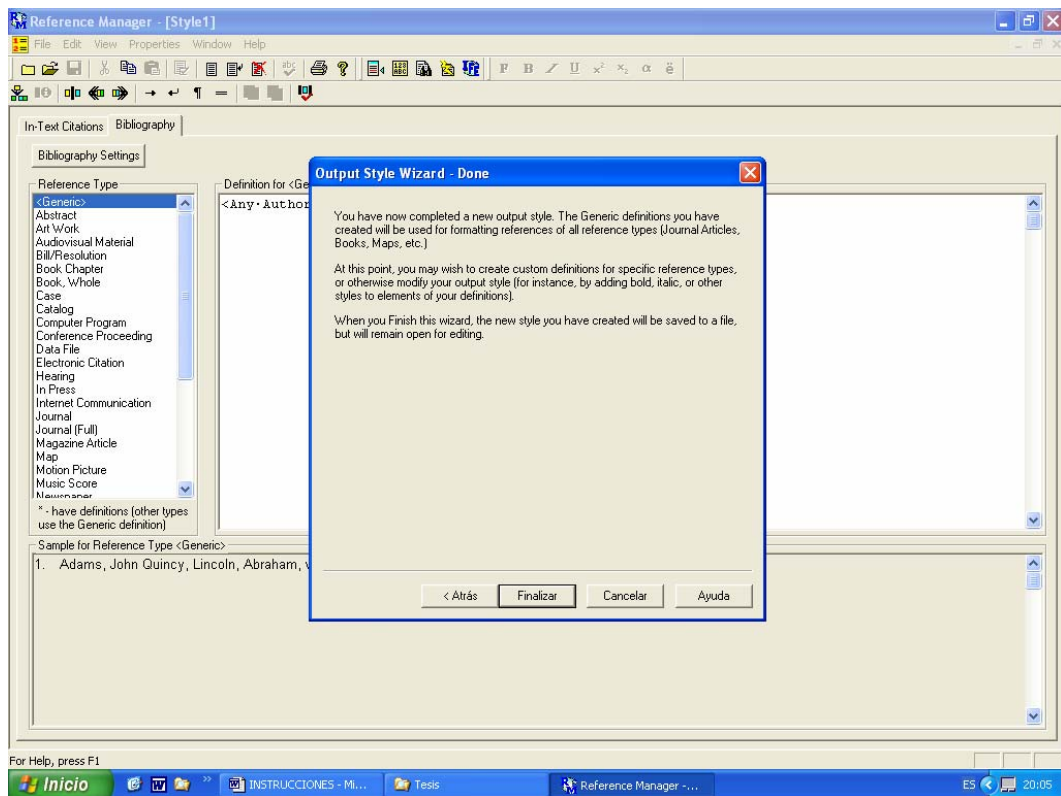 Reference Manager - [Style1]
File Edit View Properties Window Help
F B I U x² x₂ α ë
In-Text Citations Bibliography
Bibliography Settings
Reference Type
<Generic>
Abstract
Art Work
Audiovisual Material
Bill/Resolution
Book Chapter
Book, Whole
Case
Catalog
Computer Program
Conference Proceeding
Data File
Electronic Citation
Hearing
In Press
Internet Communication
Journal
Journal (Full)
Magazine Article
Map
Motion Picture
Music Score
Newspaper
* - have definitions (other types
use the Generic definition)
Definition for <Ge
<Any·Author
Output Style Wizard - Done
You have now completed a new output style. The Generic definitions you have
created will be used for formatting references of all reference types (Journal Articles,
Books, Maps, etc.)
At this point, you may wish to create custom definitions for specific reference types,
or otherwise modify your output style (for instance, by adding bold, italic, or other
styles to elements of your definitions).
When you Finish this wizard, the new style you have created will be saved to a file,
but will remain open for editing.
< Atrás Finalizar Cancelar Ayuda
Sample for Reference Type <Generic>
1. Adams, John Quincy, Lincoln, Abraham, v
For Help, press F1
Inicio INSTRUCCIONES - Mi... Tesis Reference Manager -... ES 20:05